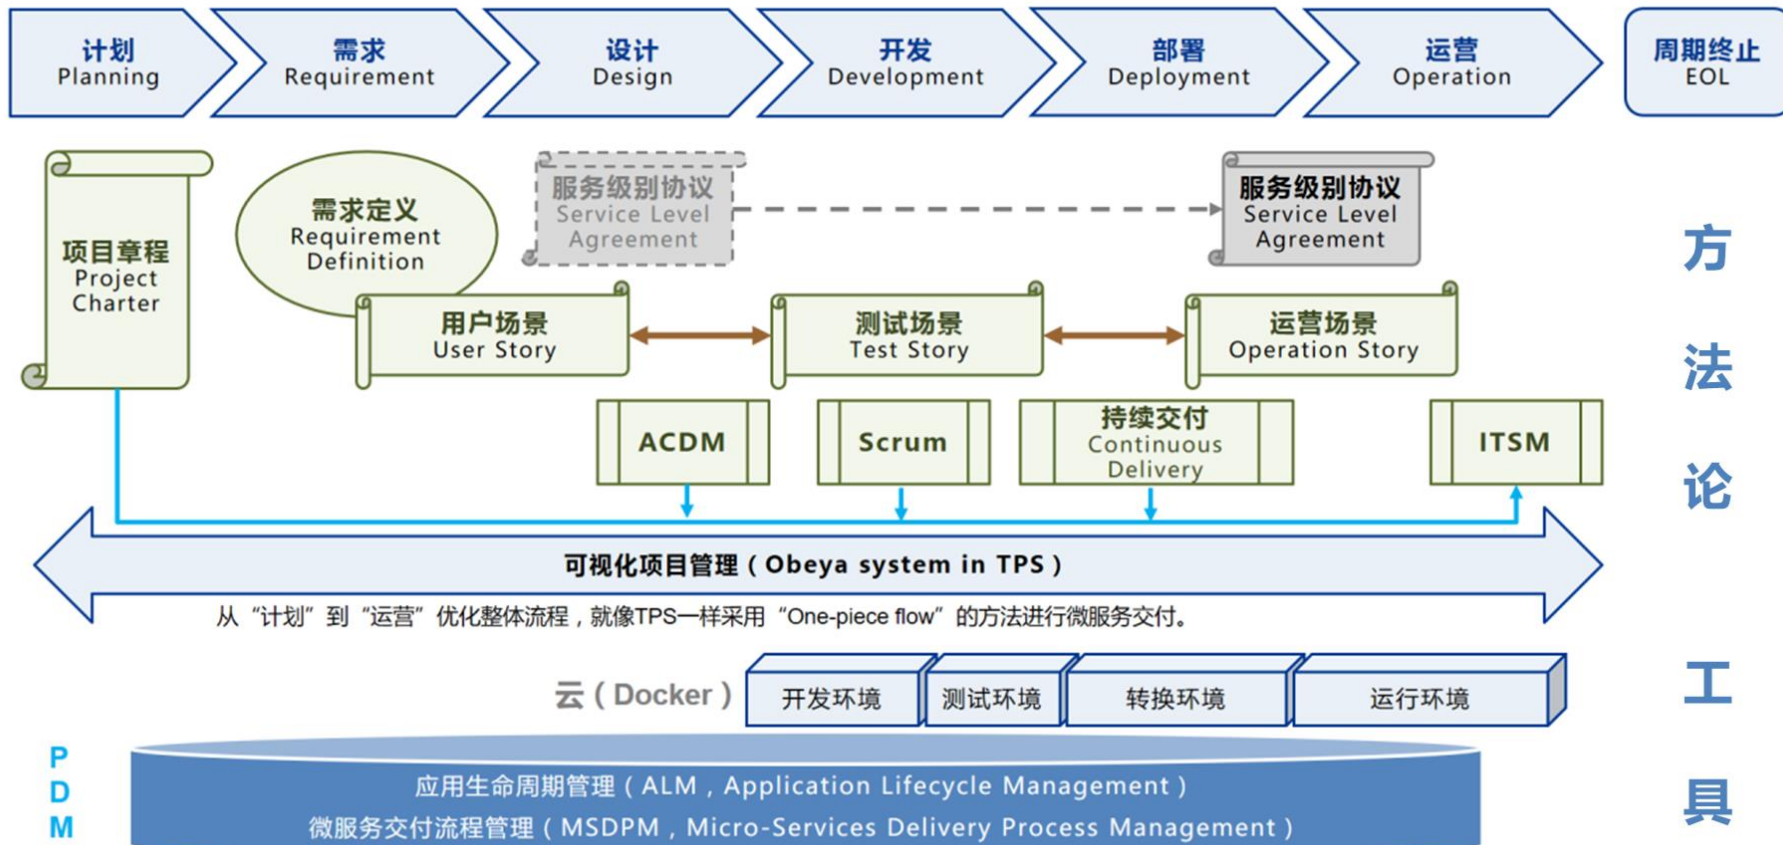 计划
Planning
需求
Requirement
设计
Design
开发
Development
部署
Deployment
运营
Operation
周期终止
EOL
项目章程
Project
Charter
需求定义
Requirement
Definition
服务级别协议
Service Level
Agreement
服务级别协议
Service Level
Agreement
用户场景
User Story
测试场景
Test Story
运营场景
Operation Story
ACDM
Scrum
持续交付
Continuous
Delivery
ITSM
可视化项目管理（Obeya system in TPS）
从“计划”到“运营”优化整体流程，就像TPS一样采用“One-piece flow”的方法进行微服务交付。
方
法
论
云（Docker）
开发环境
测试环境
转换环境
运行环境
P
D
M
应用生命周期管理（ALM，Application Lifecycle Management）
微服务交付流程管理（MSDPM，Micro-Services Delivery Process Management）
工
具